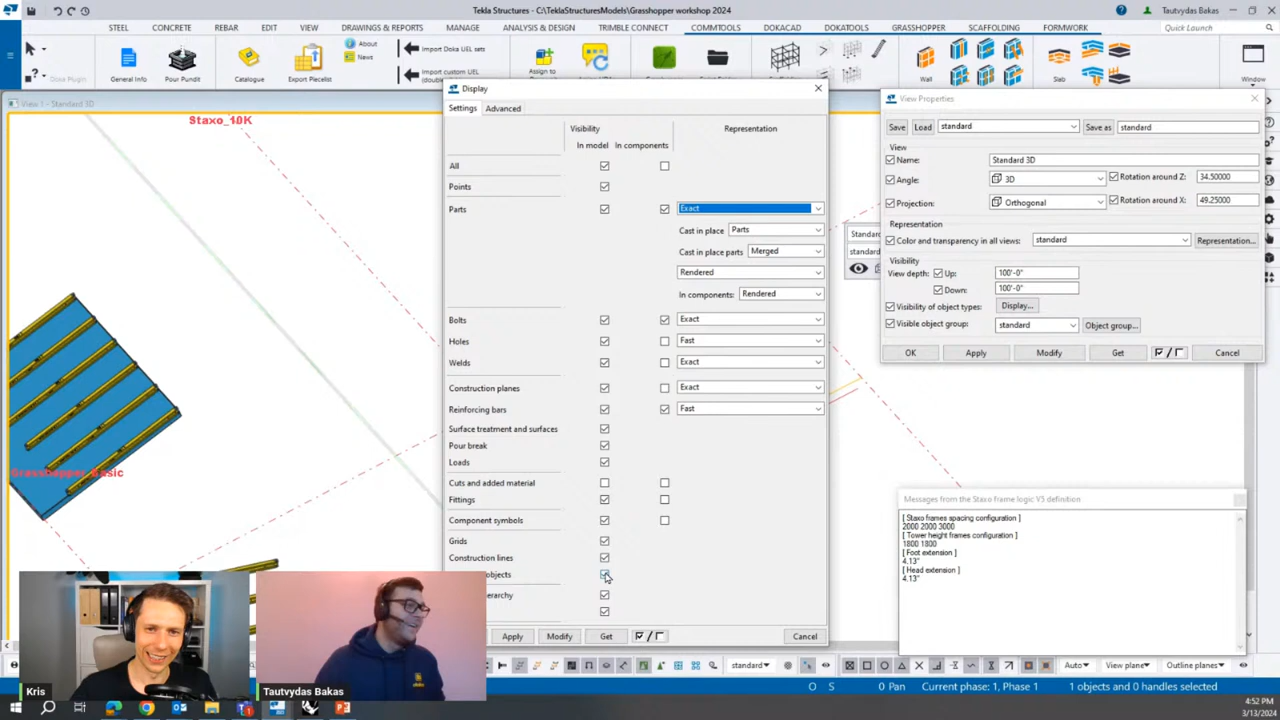 Tekla Structures - C:\TeklaStructuresModels\Grasshopper workshop 2024
Tautvydas Bakas
STEEL CONCRETE REBAR EDIT VIEW DRAWINGS & REPORTS MANAGE ANALYSIS & DESIGN TRIMBLE CONNECT COMMTOOLS DOKATOOLS GRASSHOPPER SCAFFOLDING FORMWORK
Quick Launch
About
News
Import Doka UEL sets
General Info
Pour Pundit
Catalogue
Export Piecelist
Import custom UEL
Assign to
Wall
Slab
Window
View 1 - Standard 3D
Staxo_10K
Display
Settings Advanced
Visibility
Representation
In model In components
All
Points
Parts
Exact
Cast in place Parts
Cast in place parts Merged
Rendered
In components: Rendered
Bolts
Exact
Holes
Fast
Welds
Exact
Construction planes
Exact
Reinforcing bars
Fast
Surface treatment and surfaces
Pour break
Loads
Cuts and added material
Fittings
Component symbols
Grids
Construction lines
objects
Apply Modify Get Cancel
View Properties
Save Load standard Save as standard
View
Name: Standard 3D
Angle: 3D Rotation around Z: 34.50000
Projection: Orthogonal Rotation around X: 49.25000
Representation
Color and transparency in all views: standard Representation...
Visibility
View depth: Up: 100'-0"
Down: 100'-0"
Visibility of object types: Display...
Visible object group: standard Object group...
OK Apply Modify Get Cancel
Messages from the Staxo frame logic V5 definition
[ Staxo frames spacing configuration ]
2000 2000 3000
[ Tower height frames configuration ]
1800 1800
[ Foot extension ]
4.13"
[ Head extension ]
4.13"
Kris
Tautvydas Bakas
standard
Auto
View plane
Outline planes
O S 0 Pan Current phase: 1, Phase 1 1 objects and 0 handles selected
4:52 PM
3/13/2024